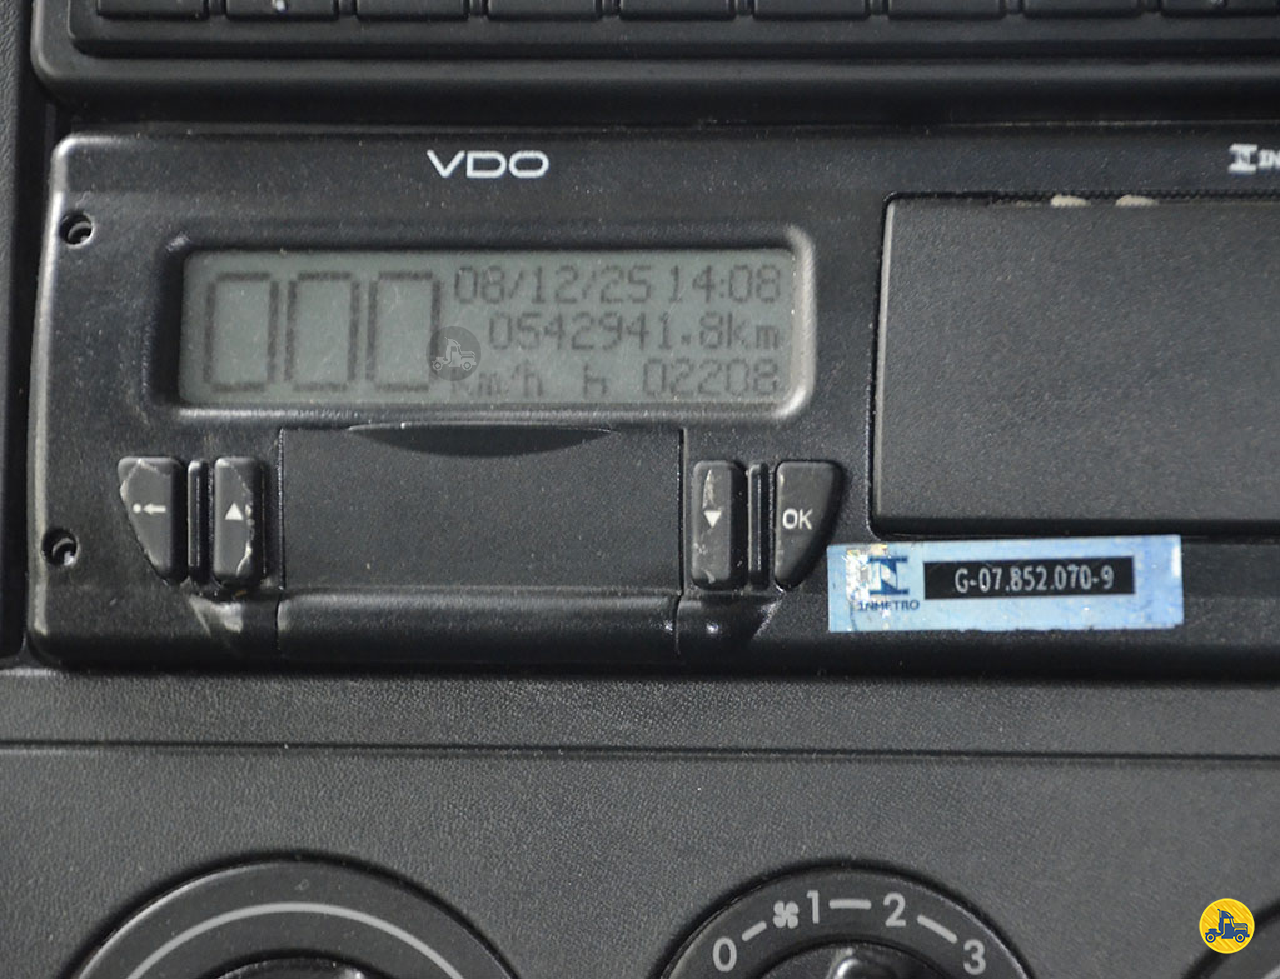 VDO
000
08/12/25 14:08
0542941.8km
km/h h 02208
OK
INMETRO
G-07.852.070-9
0 1 2 3